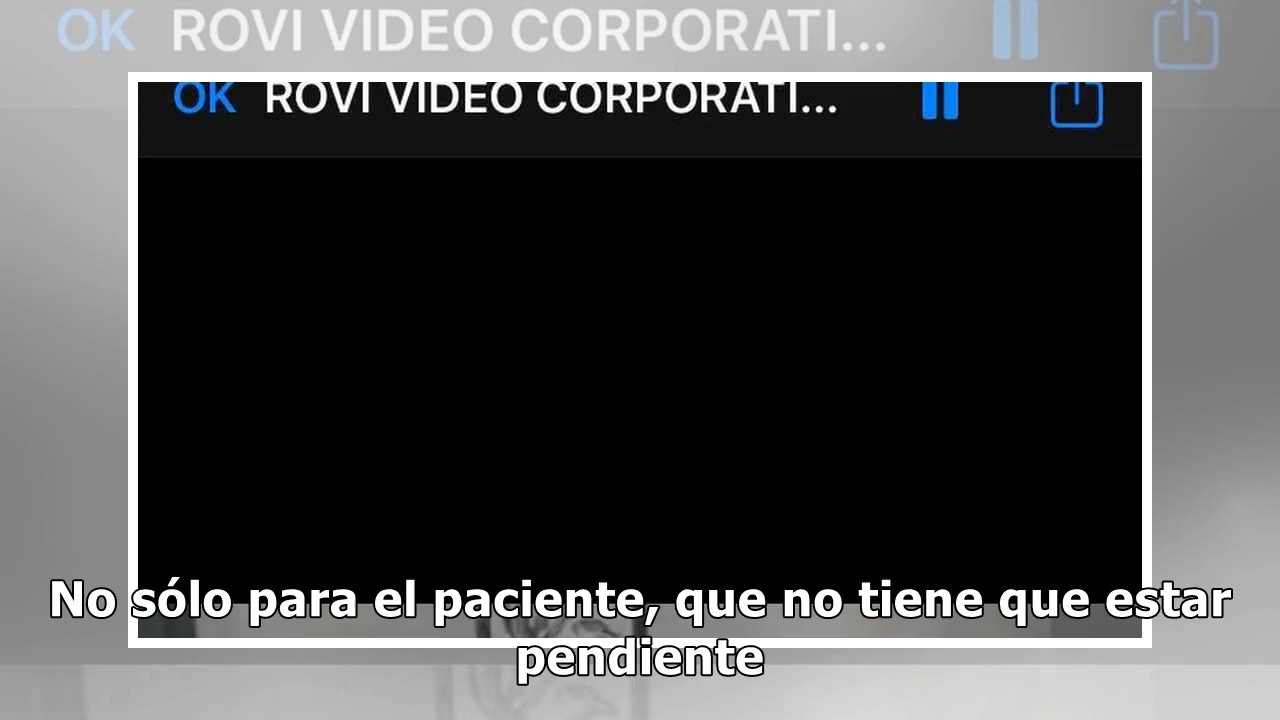 OK ROVI VIDEO CORPORATI...
OK ROVI VIDEO CORPORATI...
No sólo para el paciente, que no tiene que estar
pendiente